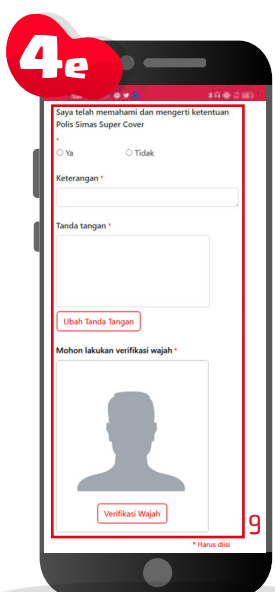 4e
Saya telah memahami dan mengerti ketentuan
Polis Simas Super Cover
*
Ya Tidak
Keterangan *
Tanda tangan *
Ubah Tanda Tangan
Mohon lakukan verifikasi wajah *
Verifikasi Wajah
9
* Harus diisi